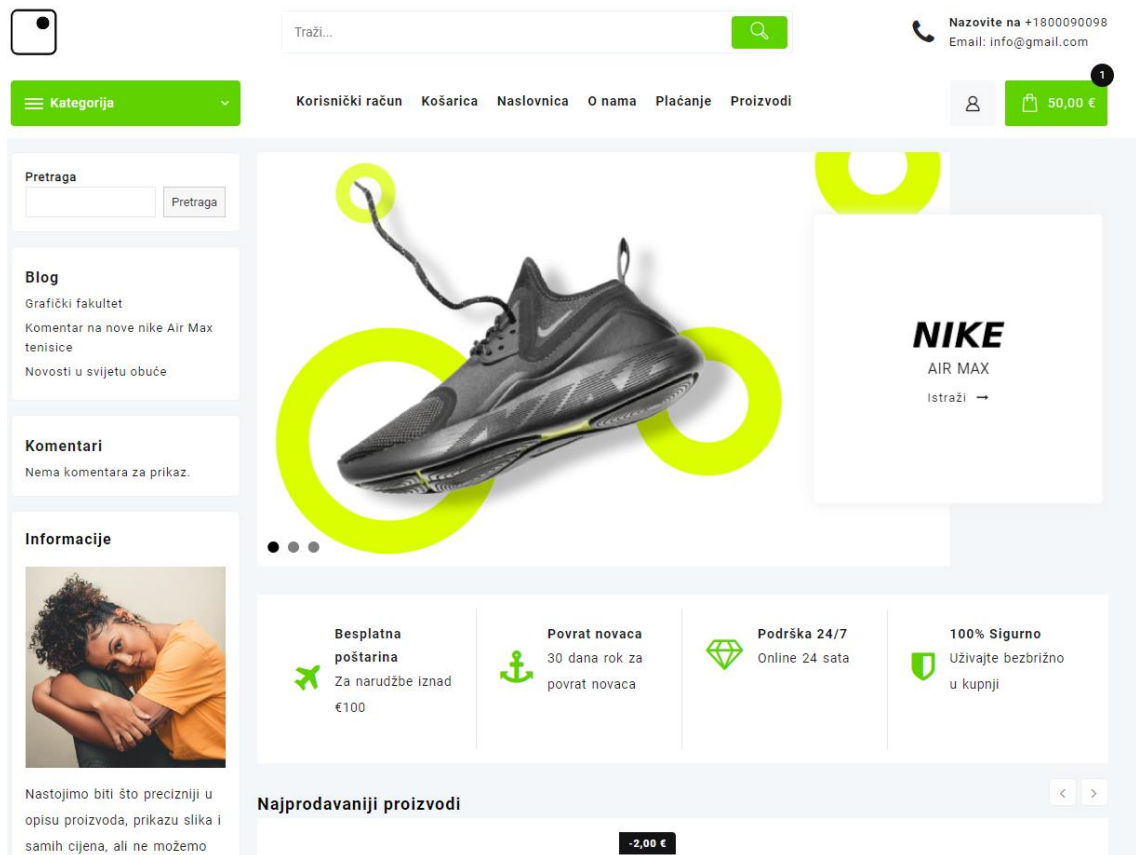 Traži...
Nazovite na +1800090098
Email: info@gmail.com
Kategorija
Korisnički račun Košarica Naslovnica O nama Plaćanje Proizvodi
1
50,00 €
Pretraga
Pretraga
Blog
Grafički fakultet
Komentar na nove nike Air Max
tenisice
Novosti u svijetu obuće
Komentari
Nema komentara za prikaz.
Informacije
Nastojimo biti što precizniji u
opisu proizvoda, prikazu slika i
samih cijena, ali ne možemo
NIKE
AIR MAX
Istraži →
Besplatna
poštarina
Za narudžbe iznad
€100
Povrat novaca
30 dana rok za
povrat novaca
Podrška 24/7
Online 24 sata
100% Sigurno
Uživajte bezbrižno
u kupnji
Najprodavaniji proizvodi
-2,00 €